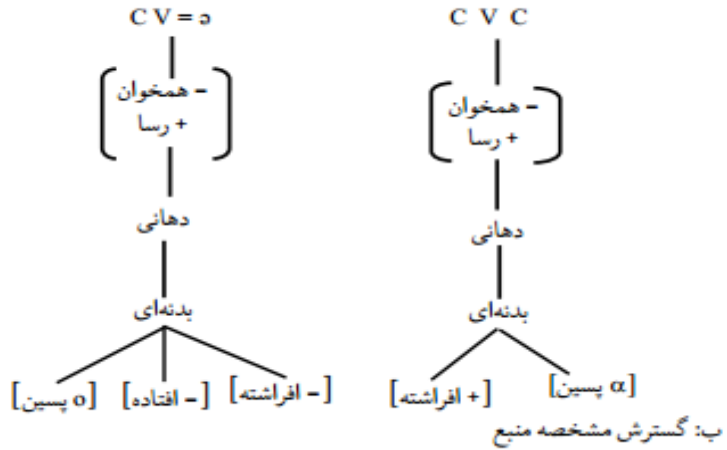 C V = ə
C V C
– همخوان
+ رسا
– همخوان
+ رسا
دهانی
دهانی
بدنه‌ای
بدنه‌ای
[o پسین] [– افتاده] [– افراشته]
[+ افراشته] [α پسین]
ب: گسترش مشخصه منبع